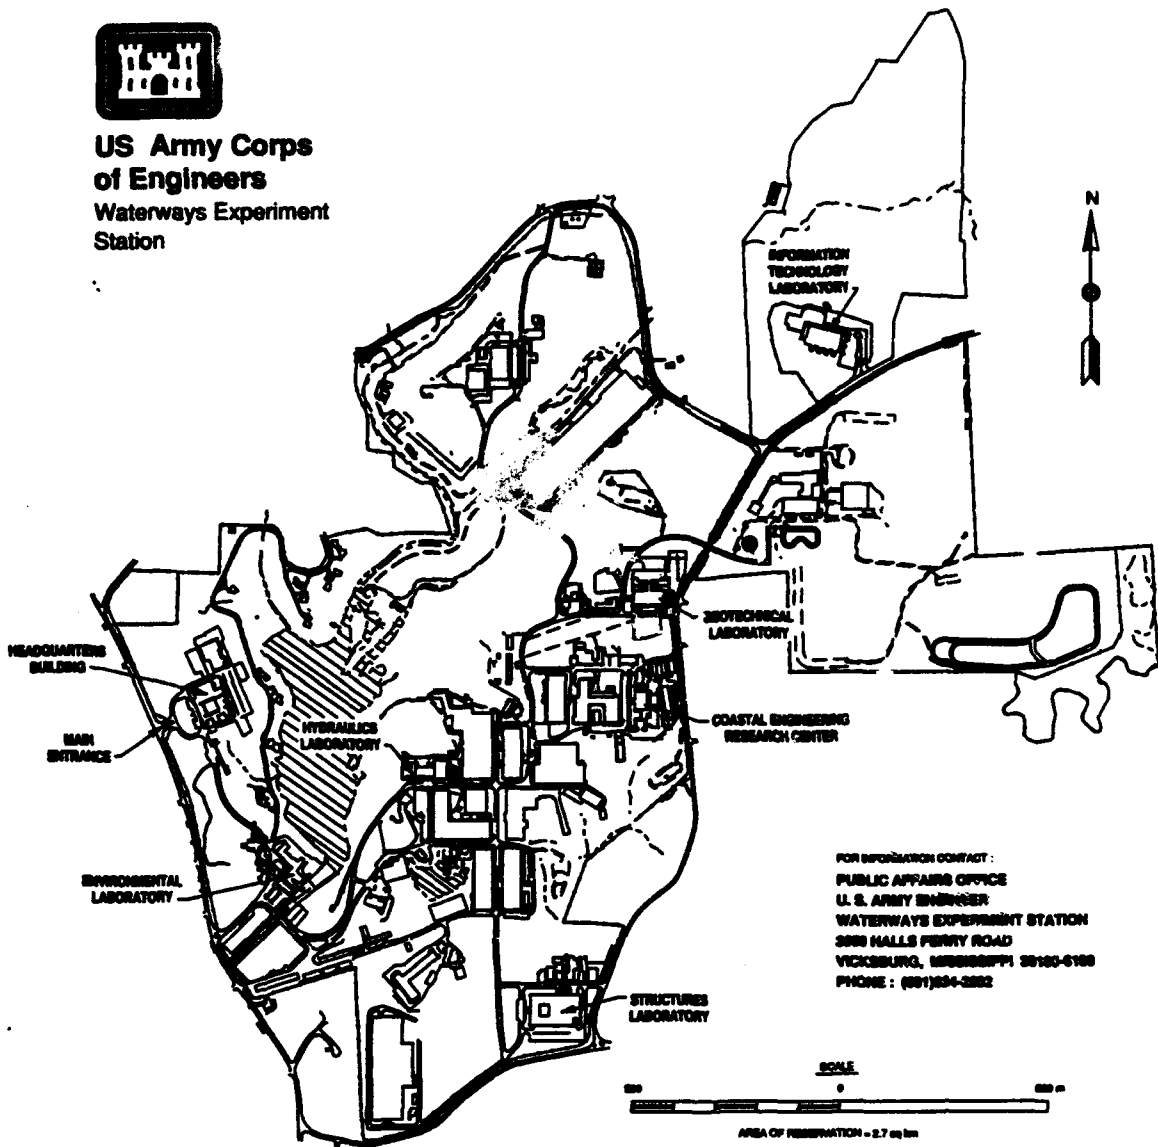 US Army Corps
of Engineers
Waterways Experiment
Station
N
INFORMATION
TECHNOLOGY
LABORATORY
GEOTECHNICAL
LABORATORY
HEADQUARTERS
BUILDING
HYRAULICS
LABORATORY
COASTAL ENGINEERING
RESEARCH CENTER
MAIN
ENTRANCE
ENVIRONMENTAL
LABORATORY
FOR INFORMATION CONTACT :
PUBLIC AFFAIRS OFFICE
U. S. ARMY ENGINEER
WATERWAYS EXPERIMENT STATION
HALLS FERRY ROAD
VICKSBURG, MISSISSIPPI
PHONE :
STRUCTURES
LABORATORY
SCALE
0
AREA OF RESERVATION = 2.7 sq km